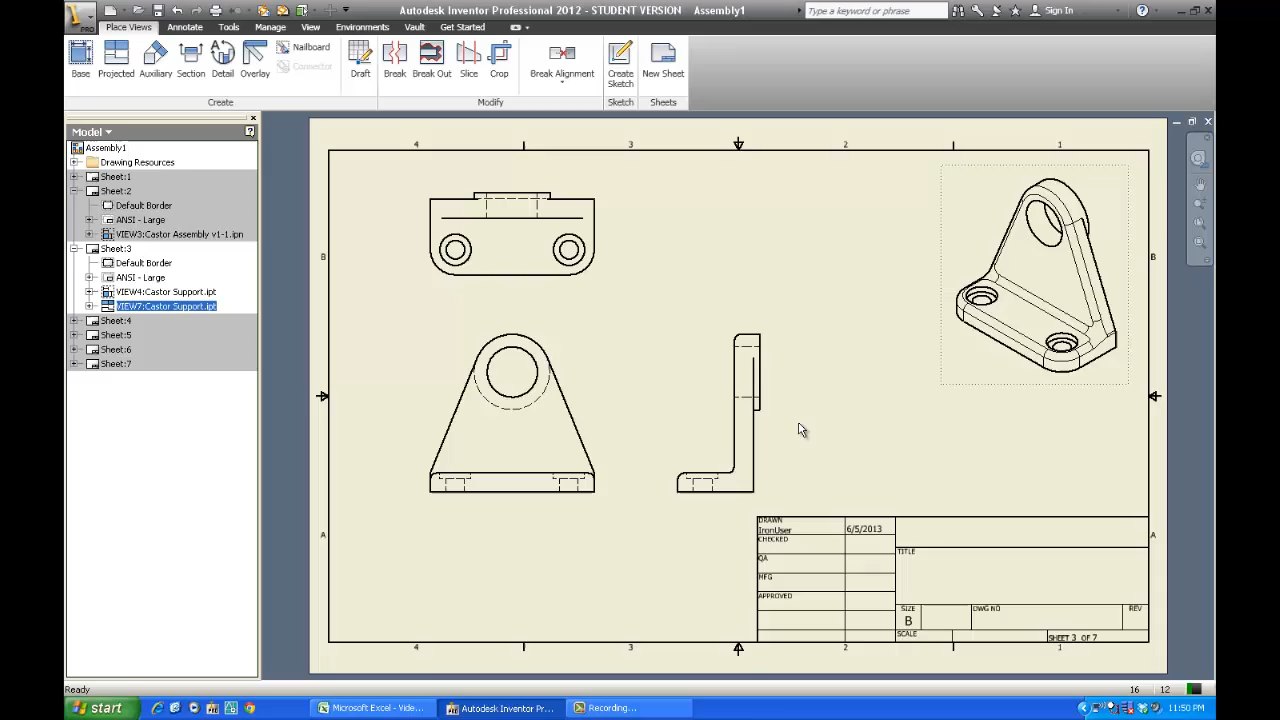 Autodesk Inventor Professional 2012 - STUDENT VERSION Assembly1
Type a keyword or phrase
Sign In
PRO
Place Views Annotate Tools Manage View Environments Vault Get Started
Base Projected Auxiliary Section Detail Overlay
Nailboard
Connector
Draft
Break Break Out Slice Crop
Break Alignment
Create Sketch
New Sheet
Create Modify Sketch Sheets
Model
Assembly1
Drawing Resources
Sheet:1
Sheet:2
Default Border
ANSI - Large
VIEW3:Castor Assembly v1-1.ipn
Sheet:3
Default Border
ANSI - Large
VIEW4:Castor Support.ipt
VIEW7:Castor Support.ipt
Sheet:4
Sheet:5
Sheet:6
Sheet:7
4 3 2 1
B B
A A
DRAWN
IronUser 6/5/2013
CHECKED
QA
MFG
APPROVED
TITLE
SIZE
B
DWG NO
REV
SCALE
SHEET 3 OF 7
4 3 2 1
Ready
16 12
start
Microsoft Excel - Vide...
Autodesk Inventor Pr...
Recording...
11:50 PM